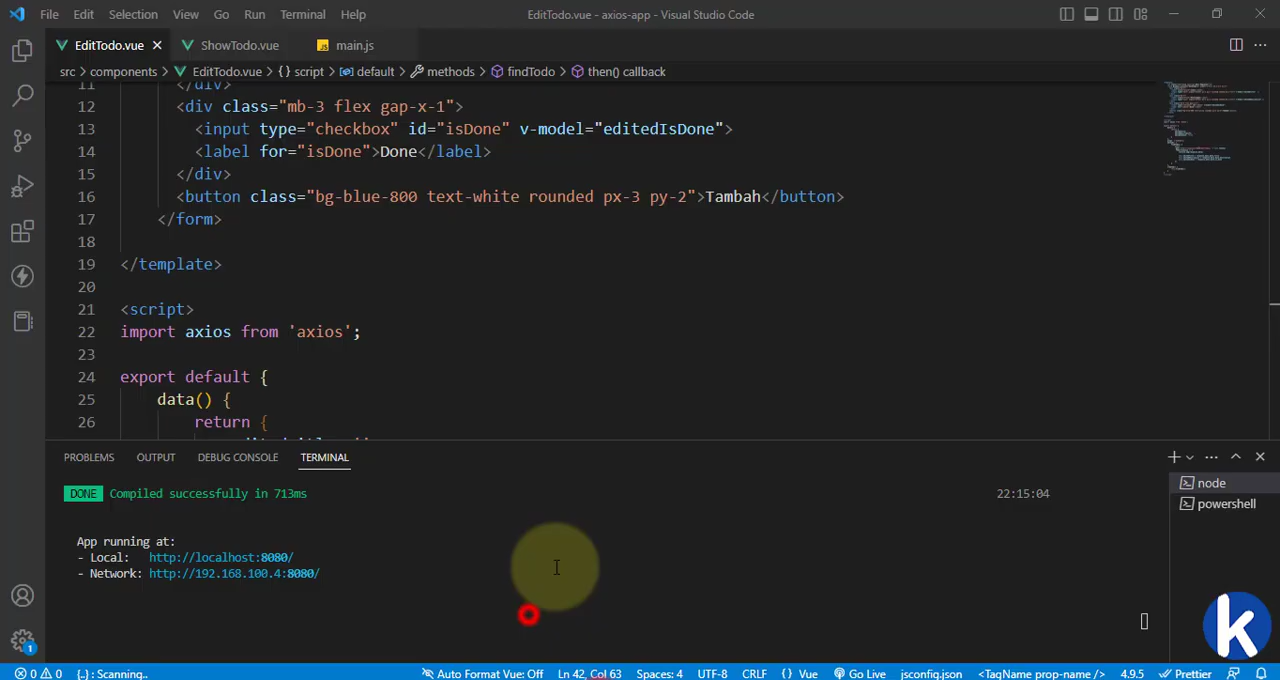 File Edit Selection View Go Run Terminal Help EditTodo.vue - axios-app - Visual Studio Code
EditTodo.vue ShowTodo.vue JS main.js
src > components > EditTodo.vue > {} script > default > methods > findTodo > then() callback
11 </div>
12 <div class="mb-3 flex gap-x-1">
13 <input type="checkbox" id="isDone" v-model="editedIsDone">
14 <label for="isDone">Done</label>
15 </div>
16 <button class="bg-blue-800 text-white rounded px-3 py-2">Tambah</button>
17 </form>
18
19 </template>
20
21 <script>
22 import axios from 'axios';
23
24 export default {
25 data() {
26 return {
PROBLEMS OUTPUT DEBUG CONSOLE TERMINAL
DONE Compiled successfully in 713ms 22:15:04
App running at:
- Local: http://localhost:8080/
- Network: http://192.168.100.4:8080/
node
powershell
k
1
0 0 {..} : Scanning.. Auto Format Vue: Off Ln 42, Col 63 Spaces: 4 UTF-8 CRLF {} Vue Go Live jsconfig.json <TagName prop-name /> 4.9.5 Prettier